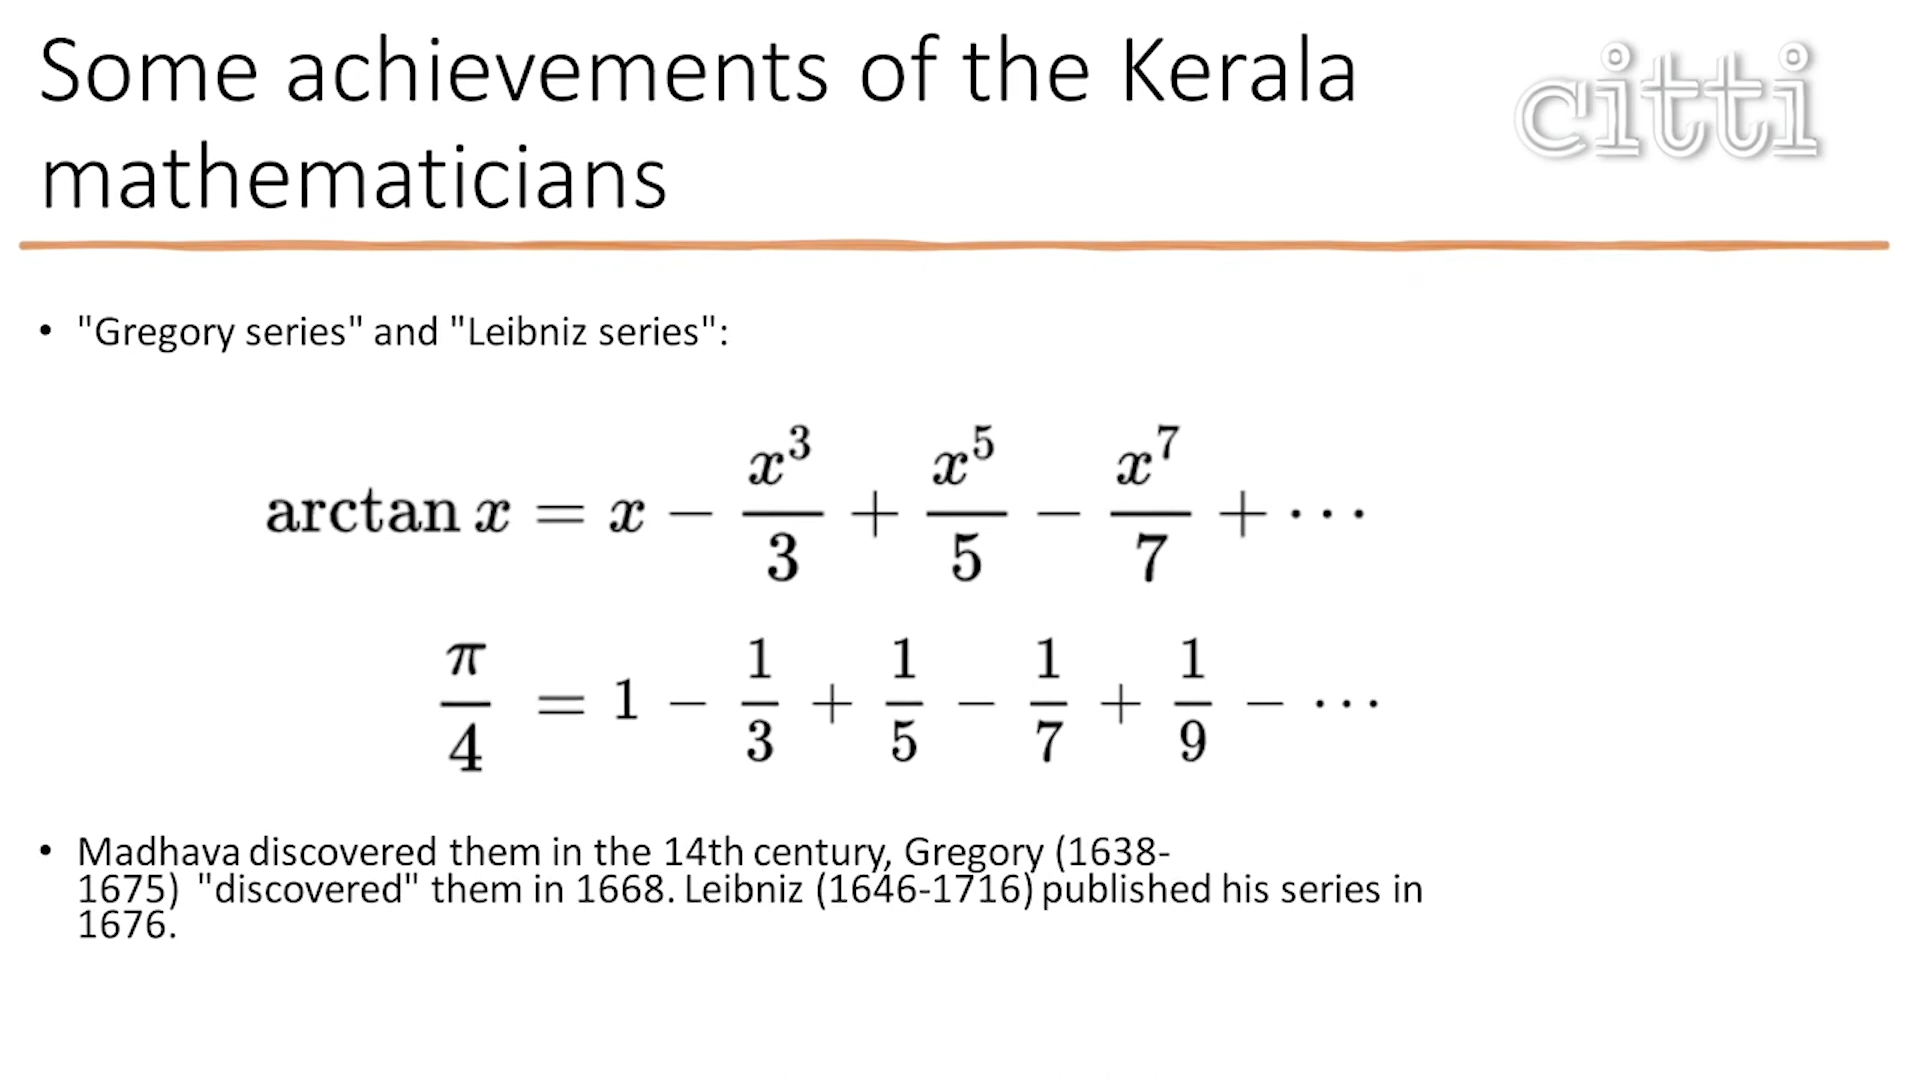 Some achievements of the Kerala
mathematicians
citti
• "Gregory series" and "Leibniz series":
arctan x = x − x³/3 + x⁵/5 − x⁷/7 + ⋯
π/4 = 1 − 1/3 + 1/5 − 1/7 + 1/9 − ⋯
• Madhava discovered them in the 14th century, Gregory (1638-
1675) "discovered" them in 1668. Leibniz (1646-1716) published his series in
1676.